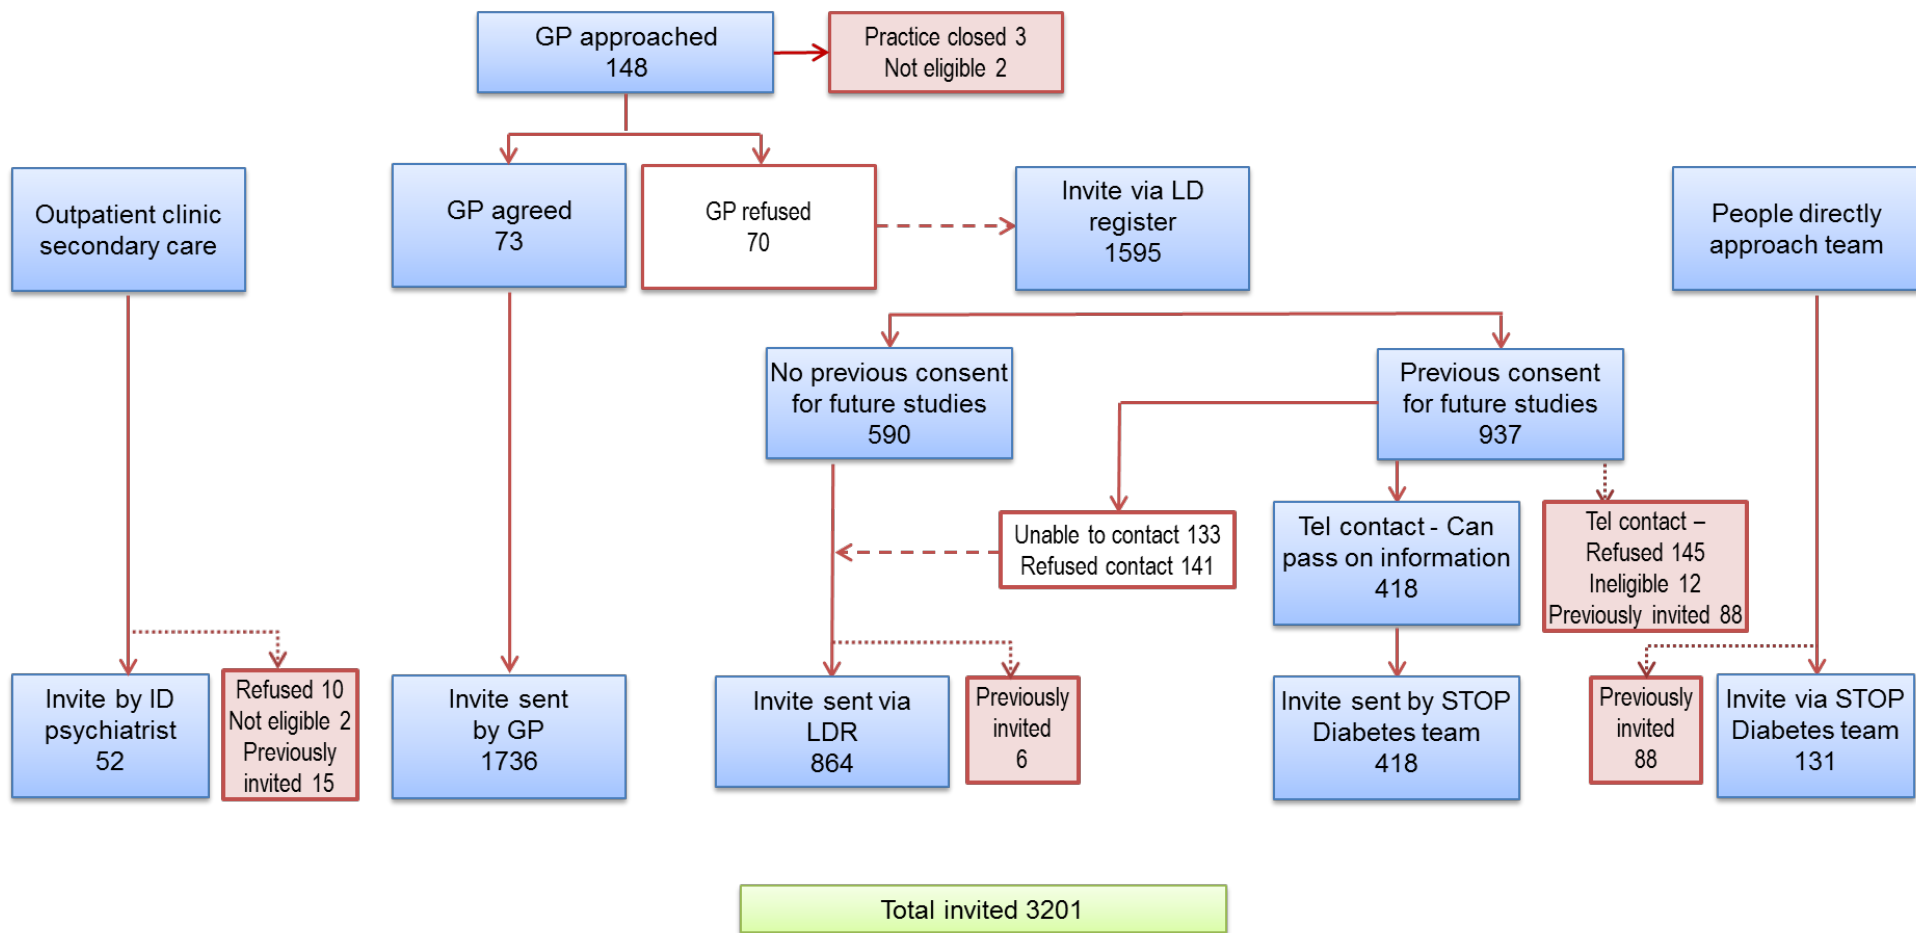 GP approached
148
Practice closed 3
Not eligible 2
Outpatient clinic
secondary care
GP agreed
73
GP refused
70
Invite via LD
register
1595
People directly
approach team
No previous consent
for future studies
590
Previous consent
for future studies
937
Unable to contact 133
Refused contact 141
Tel contact - Can
pass on information
418
Tel contact –
Refused 145
Ineligible 12
Previously invited 88
Invite by ID
psychiatrist
52
Refused 10
Not eligible 2
Previously
invited 15
Invite sent
by GP
1736
Invite sent via
LDR
864
Previously
invited
6
Invite sent by STOP
Diabetes team
418
Previously
invited
88
Invite via STOP
Diabetes team
131
Total invited 3201